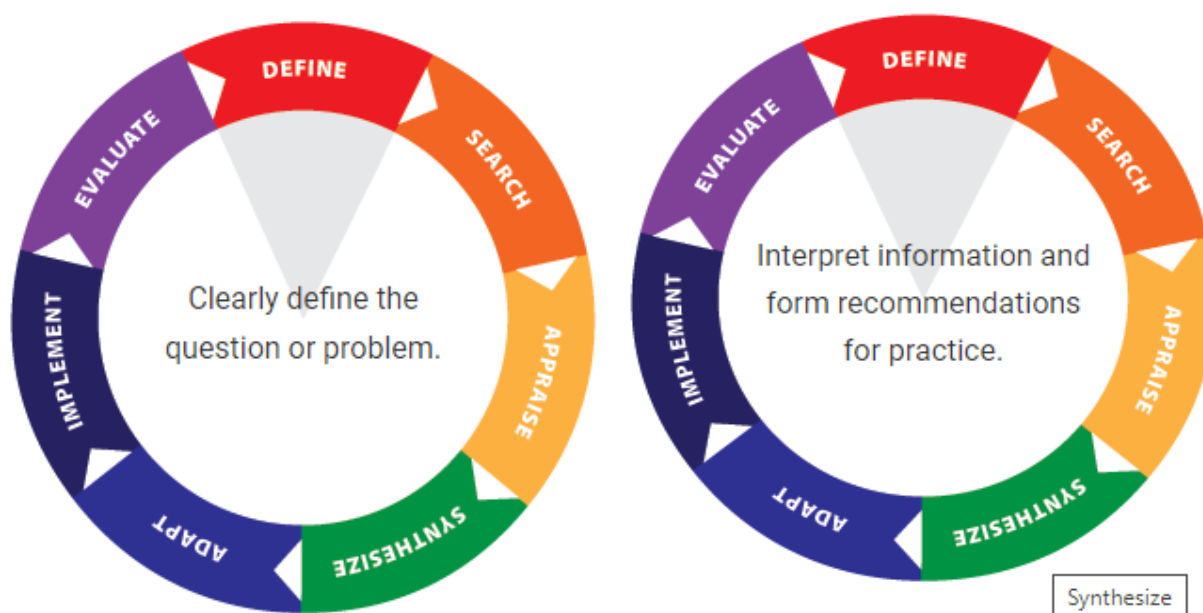 DEFINE
SEARCH
APPRAISE
SYNTHESIZE
ADAPT
IMPLEMENT
EVALUATE
Clearly define the
question or problem.
DEFINE
SEARCH
APPRAISE
SYNTHESIZE
ADAPT
IMPLEMENT
EVALUATE
Interpret information and
form recommendations
for practice.
Synthesize